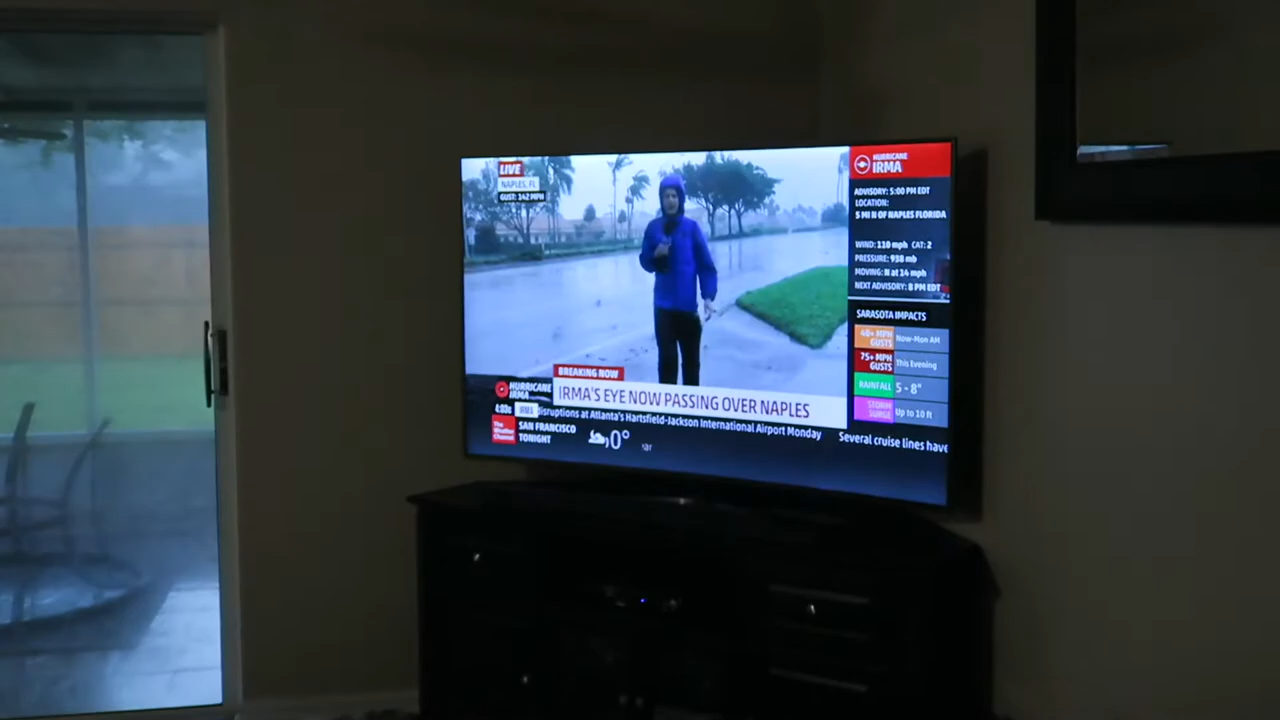 LIVE
NAPLES, FL
GUST: 142 MPH
HURRICANE
IRMA
ADVISORY: 5:00 PM EDT
LOCATION:
5 MI N OF NAPLES FLORIDA
WIND: 110 mph CAT: 2
PRESSURE: 938 mb
MOVING: N at 14 mph
NEXT ADVISORY: 8 PM EDT
SARASOTA IMPACTS
40+ MPH
GUSTS
Now-Mon AM
75+ MPH
GUSTS
This Evening
RAINFALL
5 - 8"
STORM
SURGE
Up to 10 ft
BREAKING NOW
HURRICANE
IRMA
IRMA'S EYE NOW PASSING OVER NAPLES
disruptions at Atlanta's Hartsfield-Jackson International Airport Monday
Several cruise lines have
The
Weather
Channel
SAN FRANCISCO
TONIGHT
0°